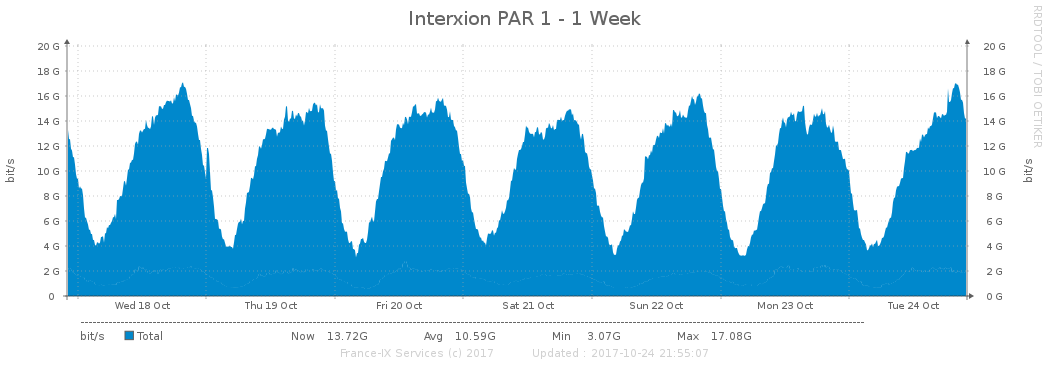 Interxion PAR 1 - 1 Week
RRDTOOL / TOBI OETIKER
20 G 20 G
18 G 18 G
16 G 16 G
14 G 14 G
12 G 12 G
10 G 10 G
8 G 8 G
6 G 6 G
4 G 4 G
2 G 2 G
0 0 G
bit/s
bit/s
Wed 18 Oct Thu 19 Oct Fri 20 Oct Sat 21 Oct Sun 22 Oct Mon 23 Oct Tue 24 Oct
bit/s Total Now 13.72G Avg 10.59G Min 3.07G Max 17.08G
France-IX Services (c) 2017 Updated : 2017-10-24 21:55:07